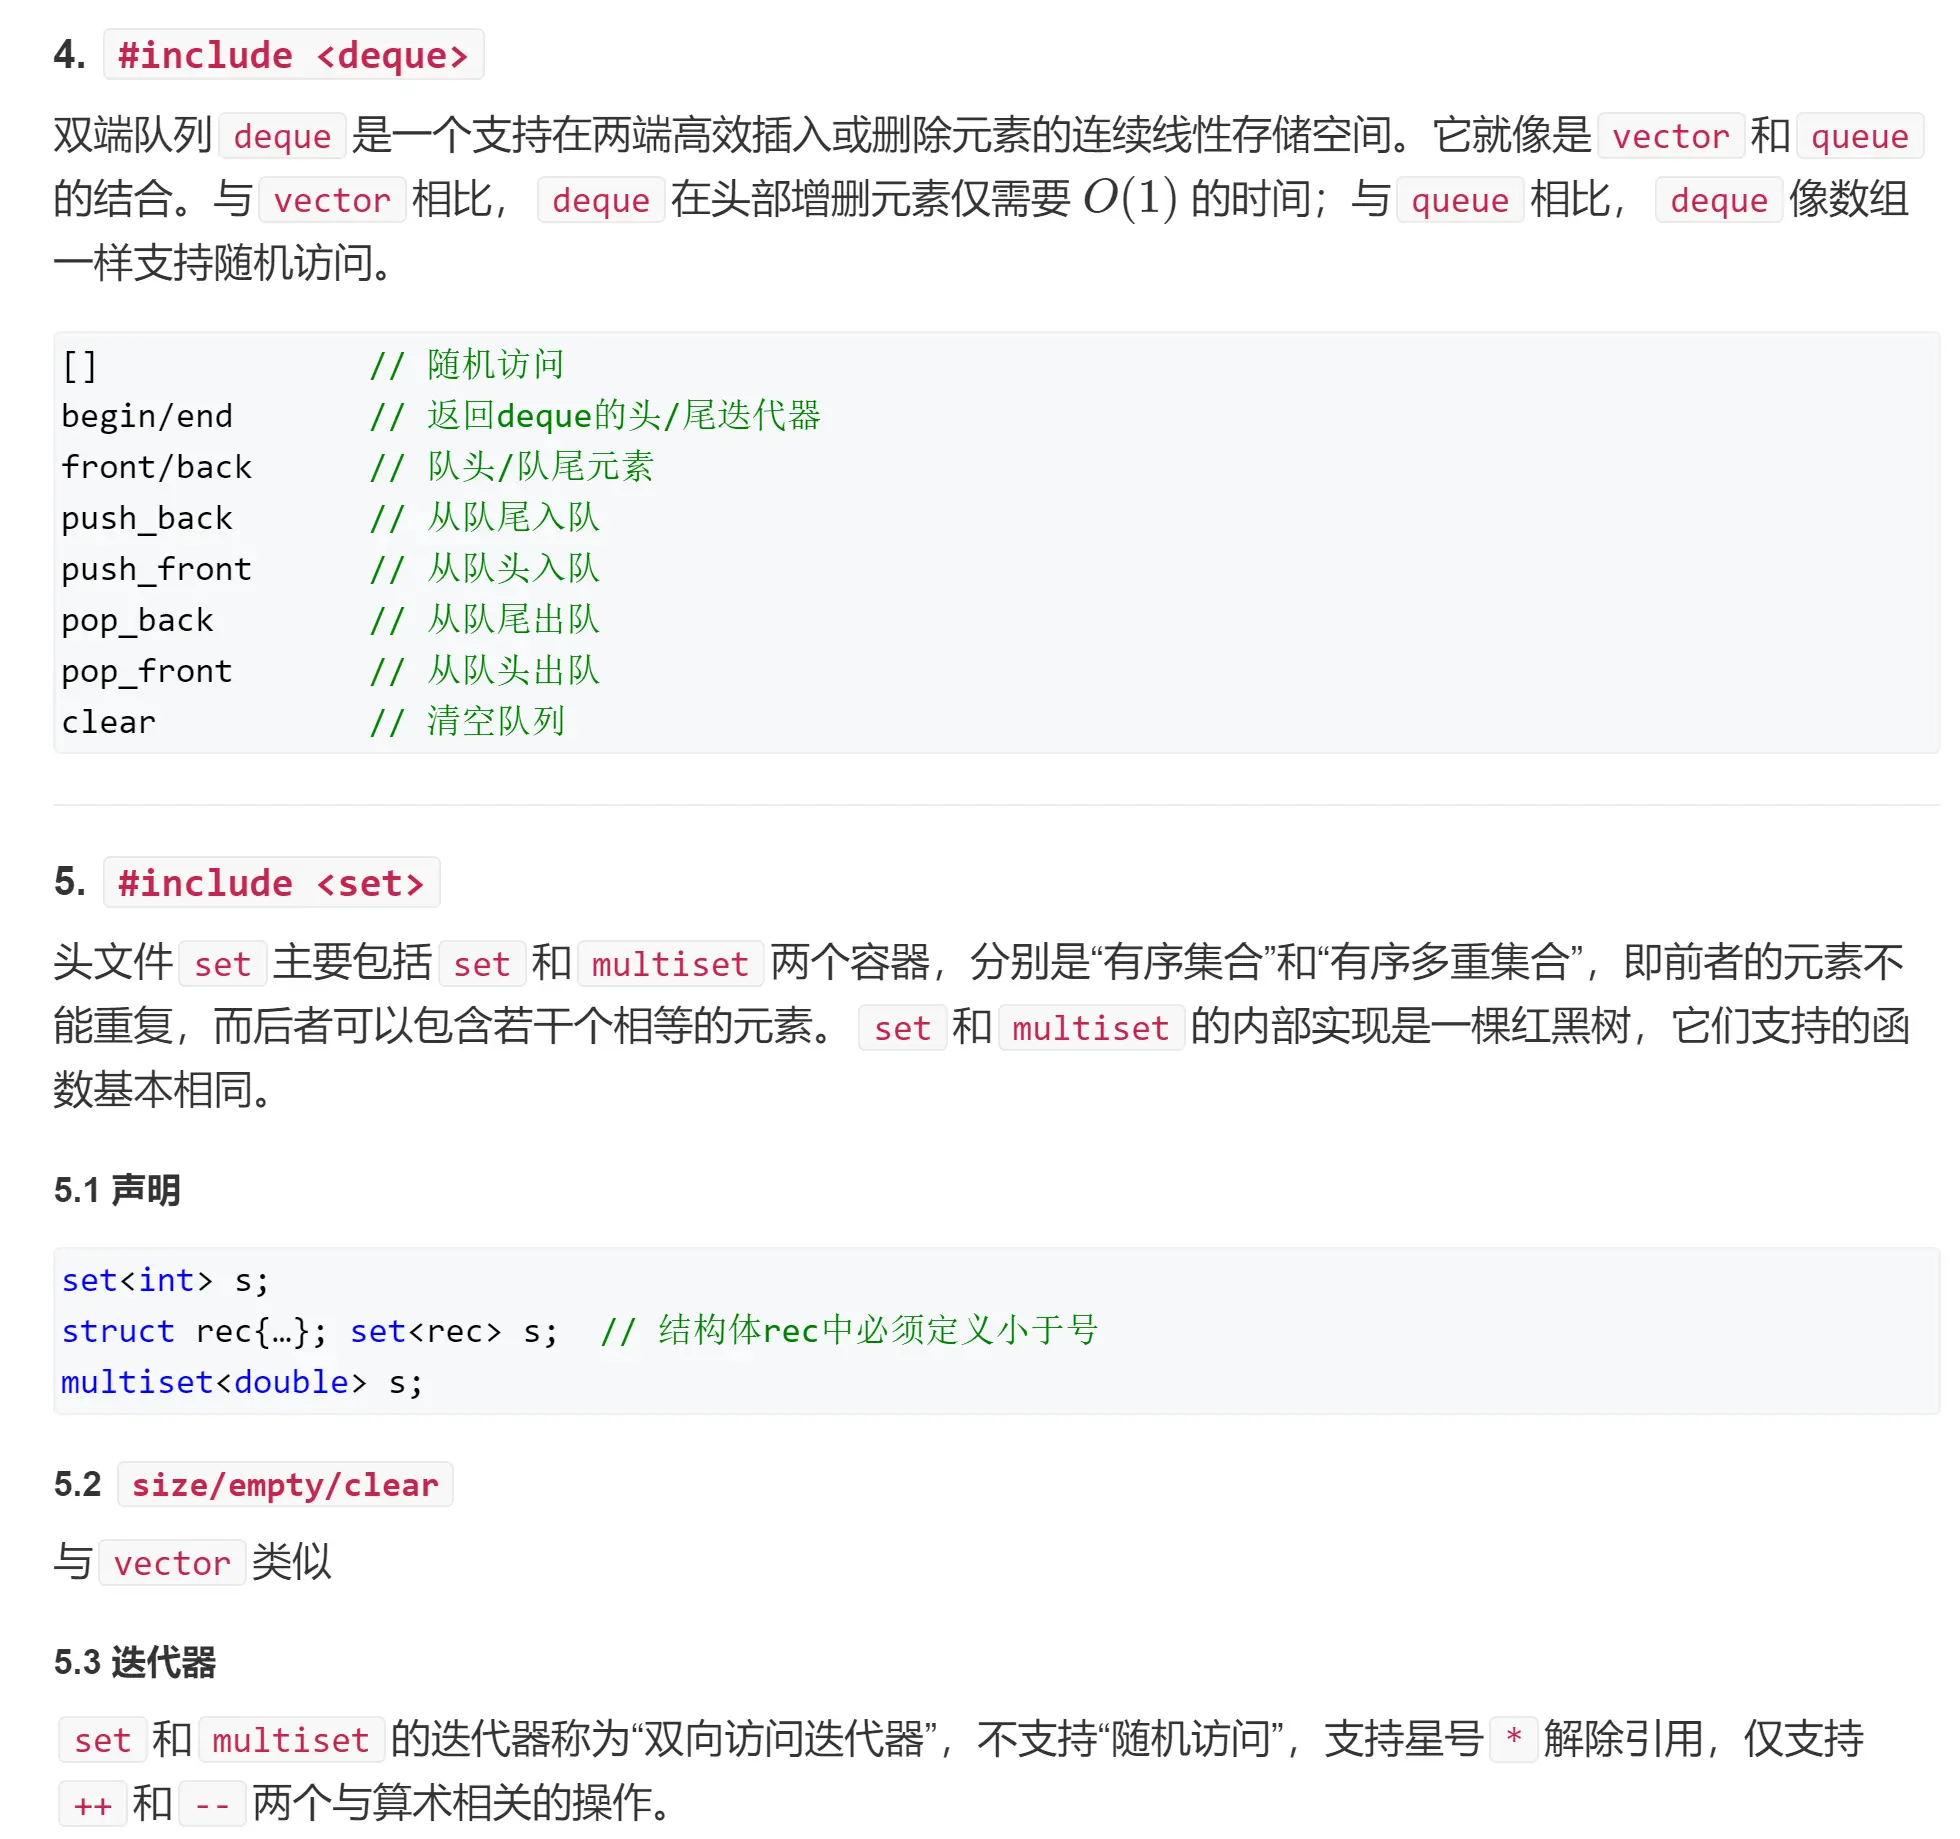 4. #include <deque>
双端队列 deque 是一个支持在两端高效插入或删除元素的连续线性存储空间。它就像是 vector 和 queue
的结合。与 vector 相比， deque 在头部增删元素仅需要 O(1) 的时间；与 queue 相比， deque 像数组
一样支持随机访问。
[] // 随机访问
begin/end // 返回deque的头/尾迭代器
front/back // 队头/队尾元素
push_back // 从队尾入队
push_front // 从队头入队
pop_back // 从队尾出队
pop_front // 从队头出队
clear // 清空队列
5. #include <set>
头文件 set 主要包括 set 和 multiset 两个容器，分别是“有序集合”和“有序多重集合”，即前者的元素不
能重复，而后者可以包含若干个相等的元素。 set 和 multiset 的内部实现是一棵红黑树，它们支持的函
数基本相同。
5.1 声明
set<int> s;
struct rec{…}; set<rec> s; // 结构体rec中必须定义小于号
multiset<double> s;
5.2 size/empty/clear
与 vector 类似
5.3 迭代器
set 和 multiset 的迭代器称为“双向访问迭代器”，不支持“随机访问”，支持星号 * 解除引用，仅支持
++ 和 -- 两个与算术相关的操作。